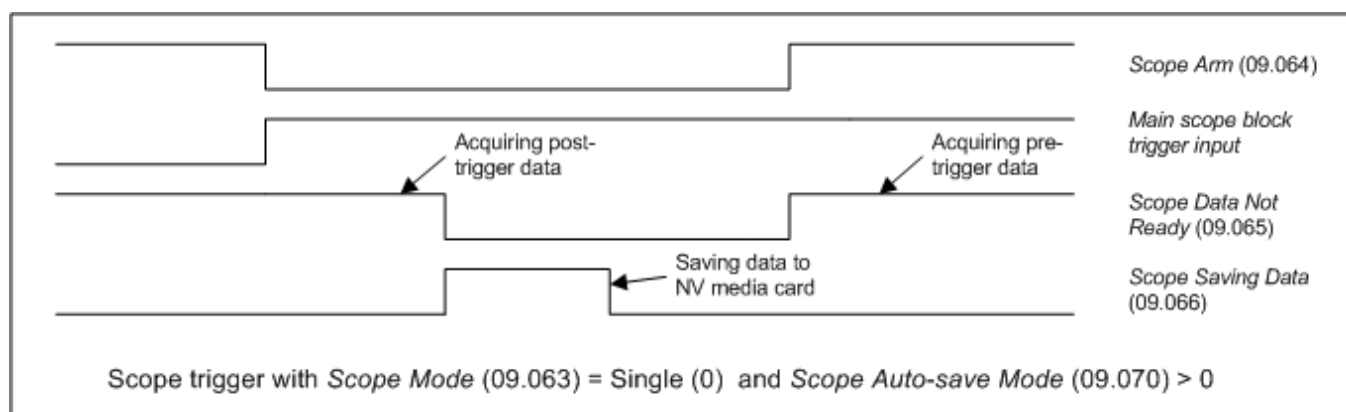 Scope Arm (09.064)
Main scope block
trigger input
Acquiring post-
trigger data
Acquiring pre-
trigger data
Scope Data Not
Ready (09.065)
Saving data to
NV media card
Scope Saving Data
(09.066)
Scope trigger with Scope Mode (09.063) = Single (0) and Scope Auto-save Mode (09.070) > 0